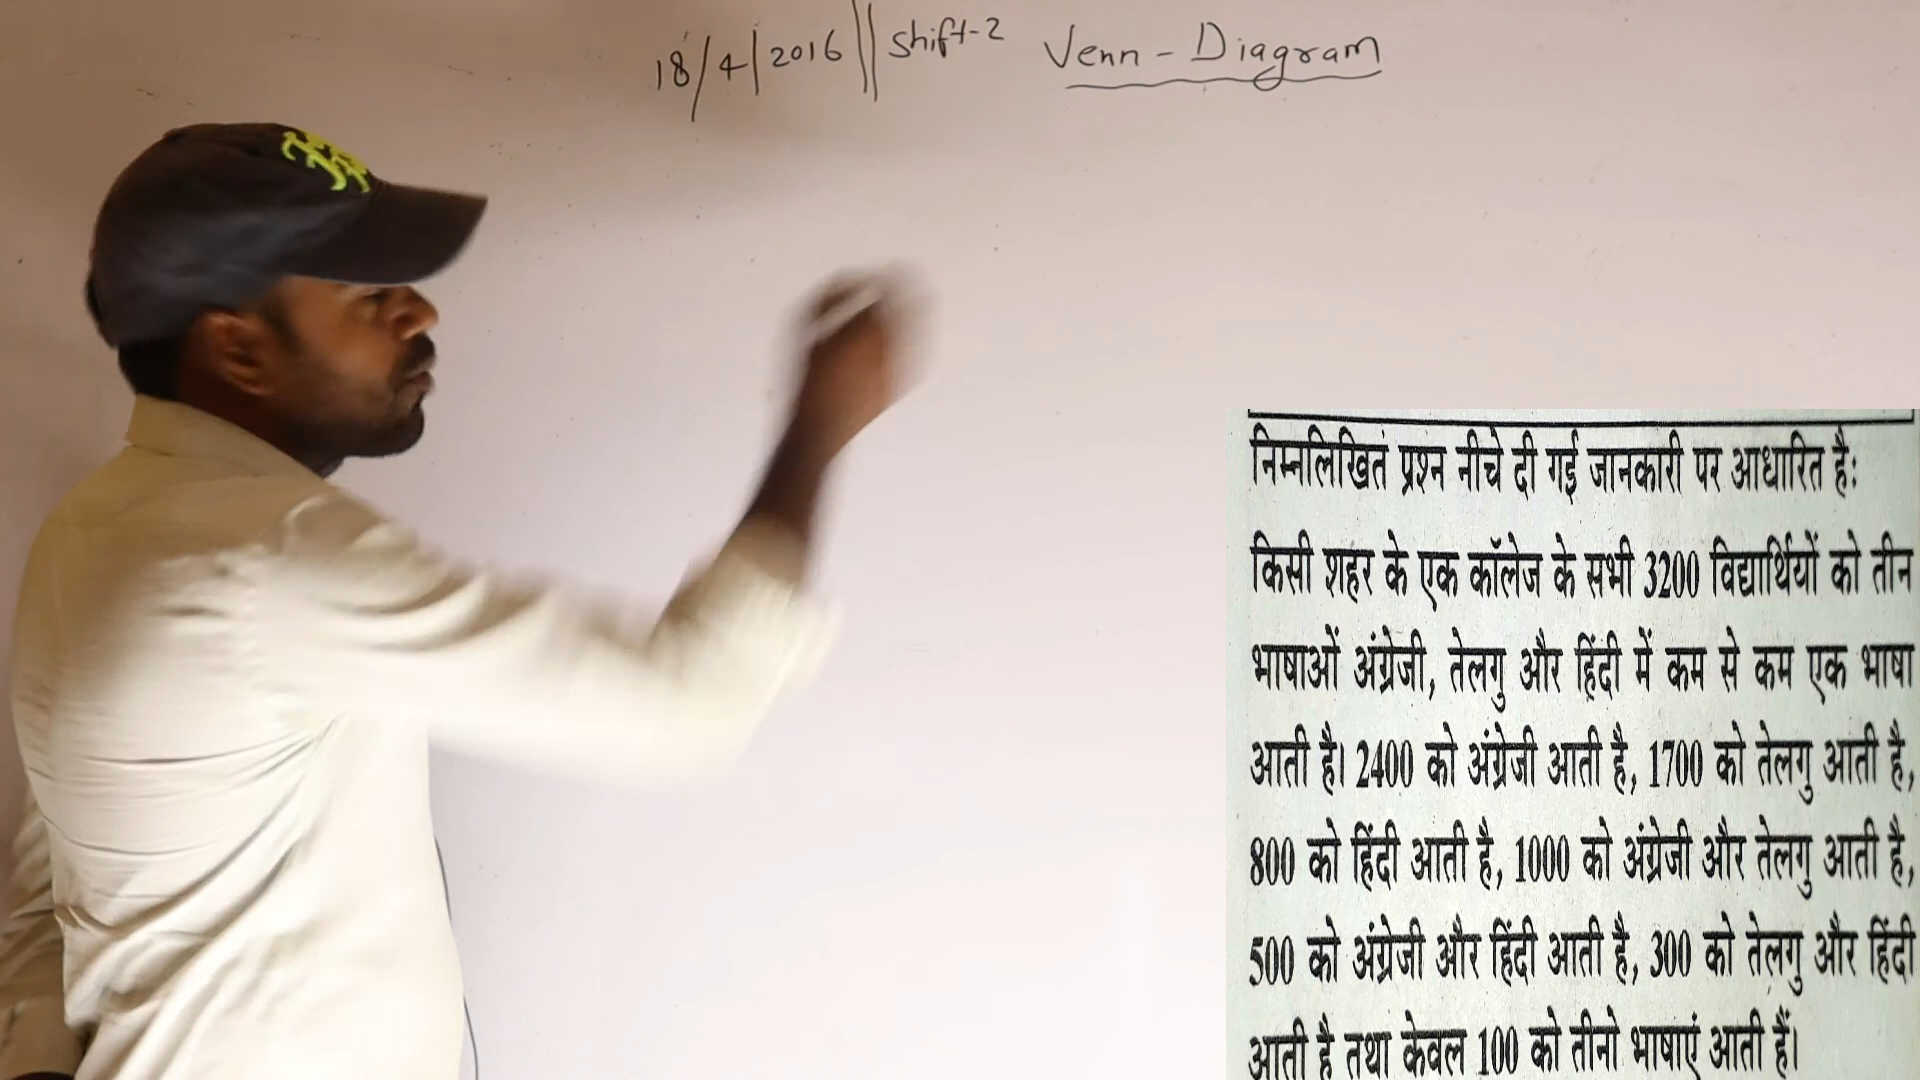 18/4/2016 || Shift-2 Venn-Diagram
निम्नलिखित प्रश्न नीचे दी गई जानकारी पर आधारित है:
किसी शहर के एक कॉलेज के सभी 3200 विद्यार्थियों को तीन
भाषाओं अंग्रेजी, तेलगु और हिंदी में कम से कम एक भाषा
आती है। 2400 को अंग्रेजी आती है, 1700 को तेलगु आती है,
800 को हिंदी आती है, 1000 को अंग्रेजी और तेलगु आती है,
500 को अंग्रेजी और हिंदी आती है, 300 को तेलगु और हिंदी
आती है तथा केवल 100 को तीनो भाषाएं आती हैं।